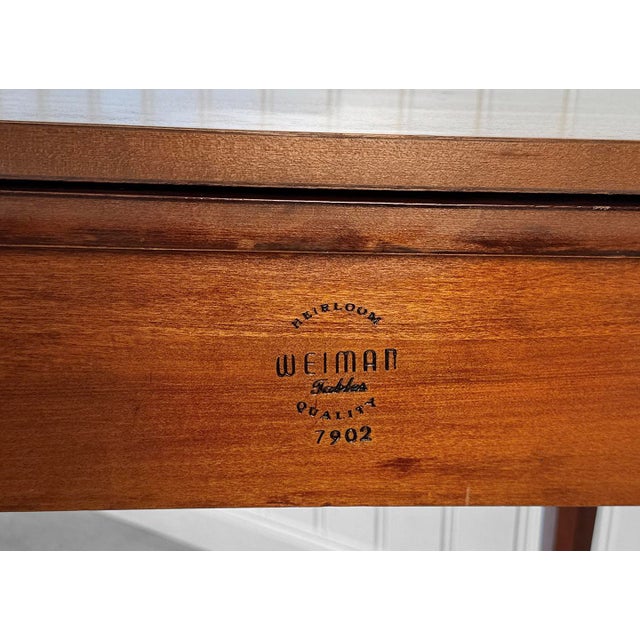 HEIRLOOM
WEIMAN
Tables
QUALITY
7902